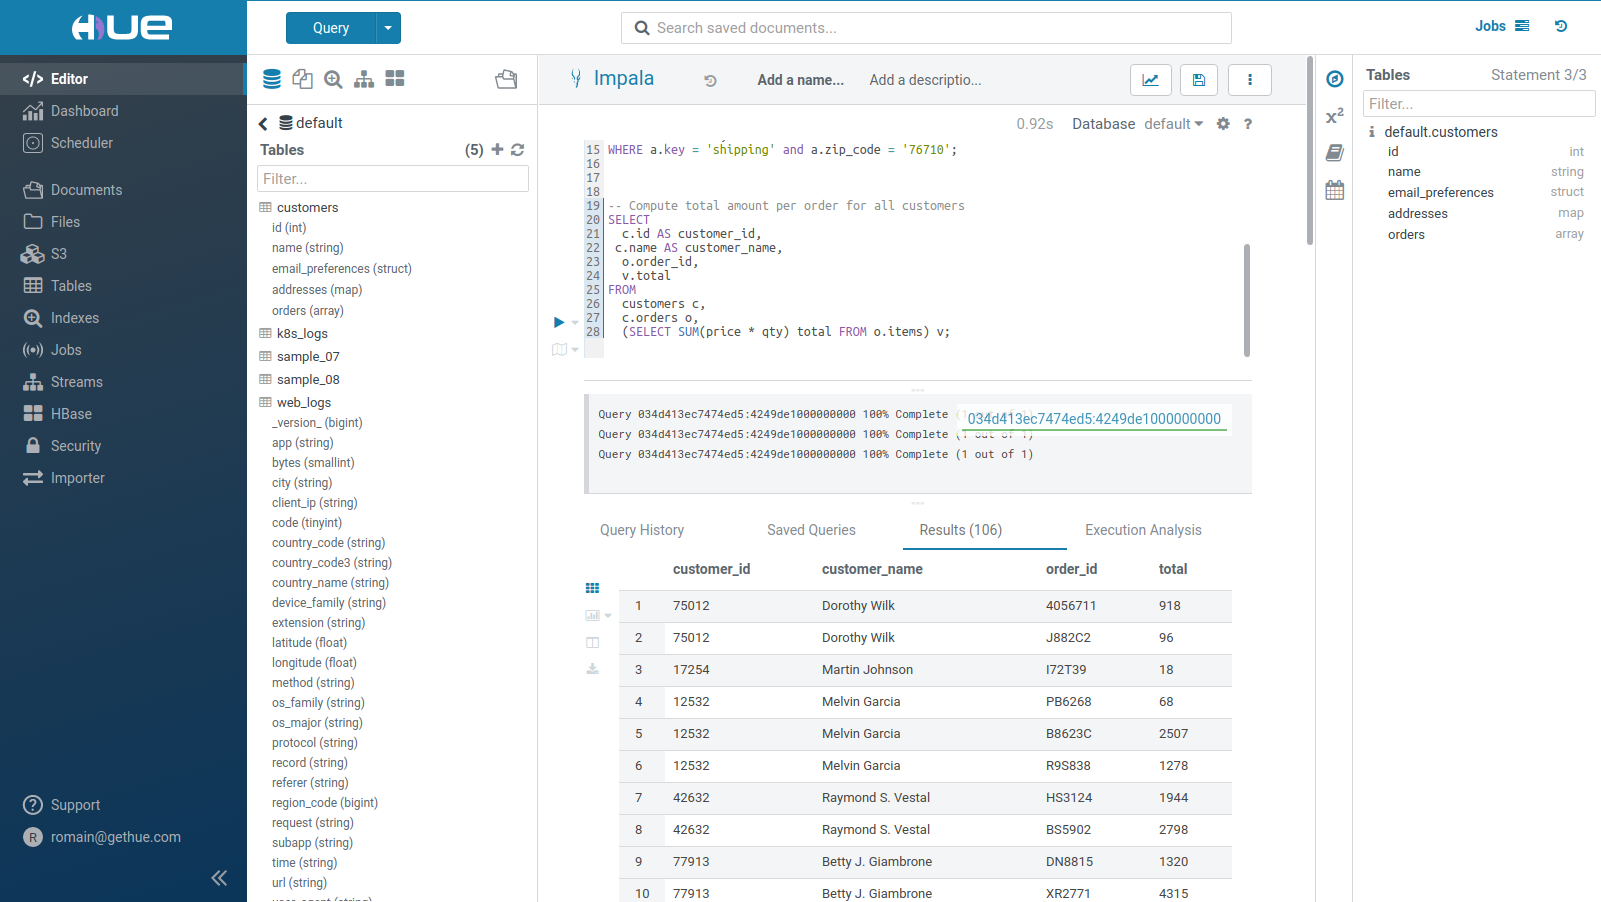 HUE
Query
Search saved documents...
Jobs
Editor
Dashboard
Scheduler
Documents
Files
S3
Tables
Indexes
Jobs
Streams
HBase
Security
Importer
Support
R romain@gethue.com
default
Tables (5)
Filter...
customers
id (int)
name (string)
email_preferences (struct)
addresses (map)
orders (array)
k8s_logs
sample_07
sample_08
web_logs
_version_ (bigint)
app (string)
bytes (smallint)
city (string)
client_ip (string)
code (tinyint)
country_code (string)
country_code3 (string)
country_name (string)
device_family (string)
extension (string)
latitude (float)
longitude (float)
method (string)
os_family (string)
os_major (string)
protocol (string)
record (string)
referer (string)
region_code (bigint)
request (string)
subapp (string)
time (string)
url (string)
Impala
Add a name...
Add a descriptio...
0.92s Database default ?
15 WHERE a.key = 'shipping' and a.zip_code = '76710';
16
17
18
19 -- Compute total amount per order for all customers
20 SELECT
21 c.id AS customer_id,
22 c.name AS customer_name,
23 o.order_id,
24 v.total
25 FROM
26 customers c,
27 c.orders o,
28 (SELECT SUM(price * qty) total FROM o.items) v;
Query 034d413ec7474ed5:4249de1000000000 100% Complete
034d413ec7474ed5:4249de1000000000
Query 034d413ec7474ed5:4249de1000000000 100% Complete (1 out of 1)
Query 034d413ec7474ed5:4249de1000000000 100% Complete (1 out of 1)
Query History Saved Queries Results (106) Execution Analysis
customer_id customer_name order_id total
1 75012 Dorothy Wilk 4056711 918
2 75012 Dorothy Wilk J882C2 96
3 17254 Martin Johnson I72T39 18
4 12532 Melvin Garcia PB6268 68
5 12532 Melvin Garcia B8623C 2507
6 12532 Melvin Garcia R9S838 1278
7 42632 Raymond S. Vestal HS3124 1944
8 42632 Raymond S. Vestal BS5902 2798
9 77913 Betty J. Giambrone DN8815 1320
10 77913 Betty J. Giambrone XR2771 4315
x²
Tables Statement 3/3
Filter...
default.customers
id int
name string
email_preferences struct
addresses map
orders array